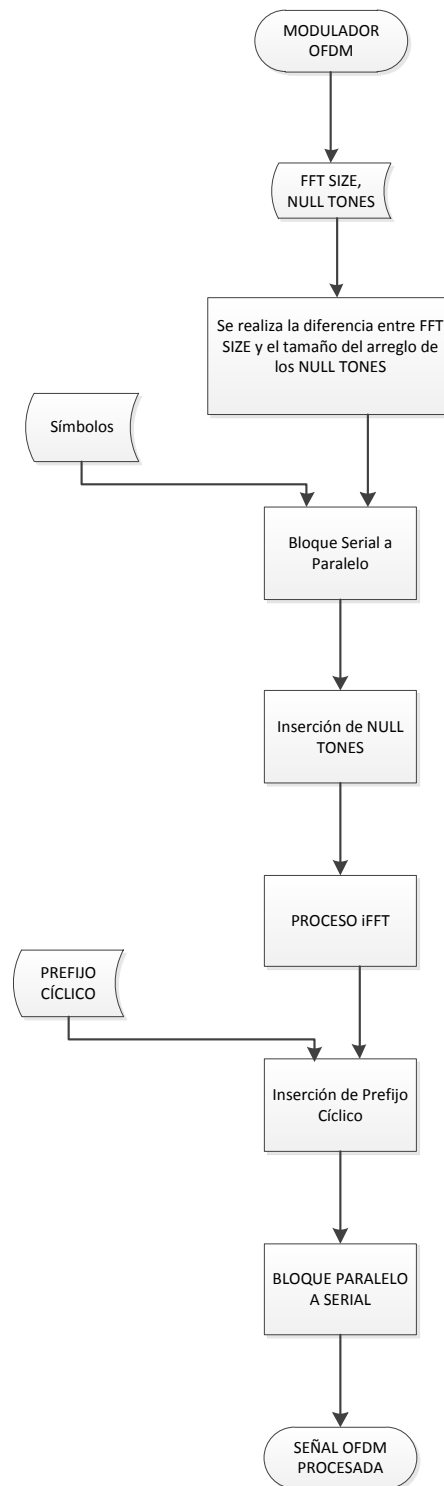 MODULADOR
OFDM
FFT SIZE,
NULL TONES
Se realiza la diferencia entre FFT
SIZE y el tamaño del arreglo de
los NULL TONES
Símbolos
Bloque Serial a
Paralelo
Inserción de NULL
TONES
PROCESO iFFT
PREFIJO
CÍCLICO
Inserción de Prefijo
Cíclico
BLOQUE PARALELO
A SERIAL
SEÑAL OFDM
PROCESADA